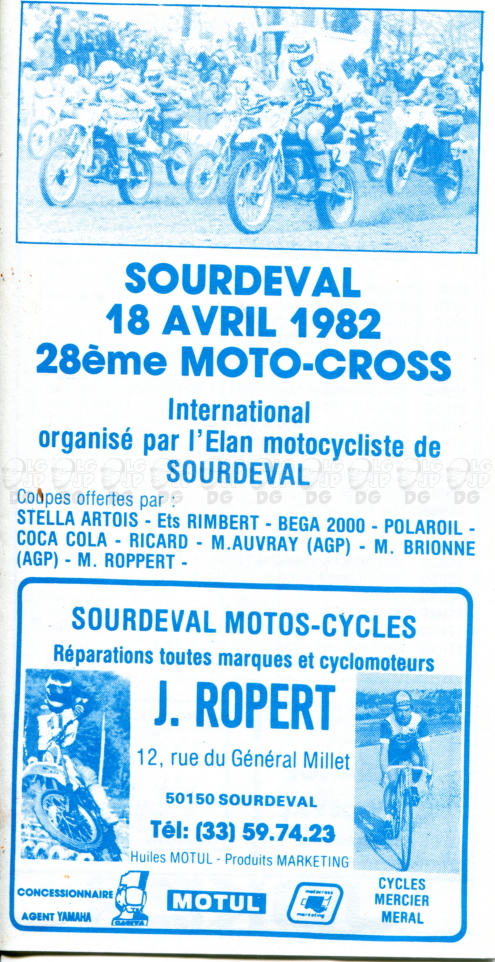 SOURDEVAL
18 AVRIL 1982
28ème MOTO-CROSS
International
organisé par l'Elan motocycliste de
SOURDEVAL
Coupes offertes par :
STELLA ARTOIS - Ets RIMBERT - BEGA 2000 - POLAROIL -
COCA COLA - RICARD - M.AUVRAY (AGP) - M. BRIONNE
(AGP) - M. ROPPERT -
SOURDEVAL MOTOS-CYCLES
Réparations toutes marques et cyclomoteurs
J. ROPERT
12, rue du Général Millet
50150 SOURDEVAL
Tél: (33) 59.74.23
Huiles MOTUL - Produits MARKETING
CONCESSIONNAIRE
AGENT YAMAHA
MOTUL
motocross
marketing
CYCLES
MERCIER
MERAL